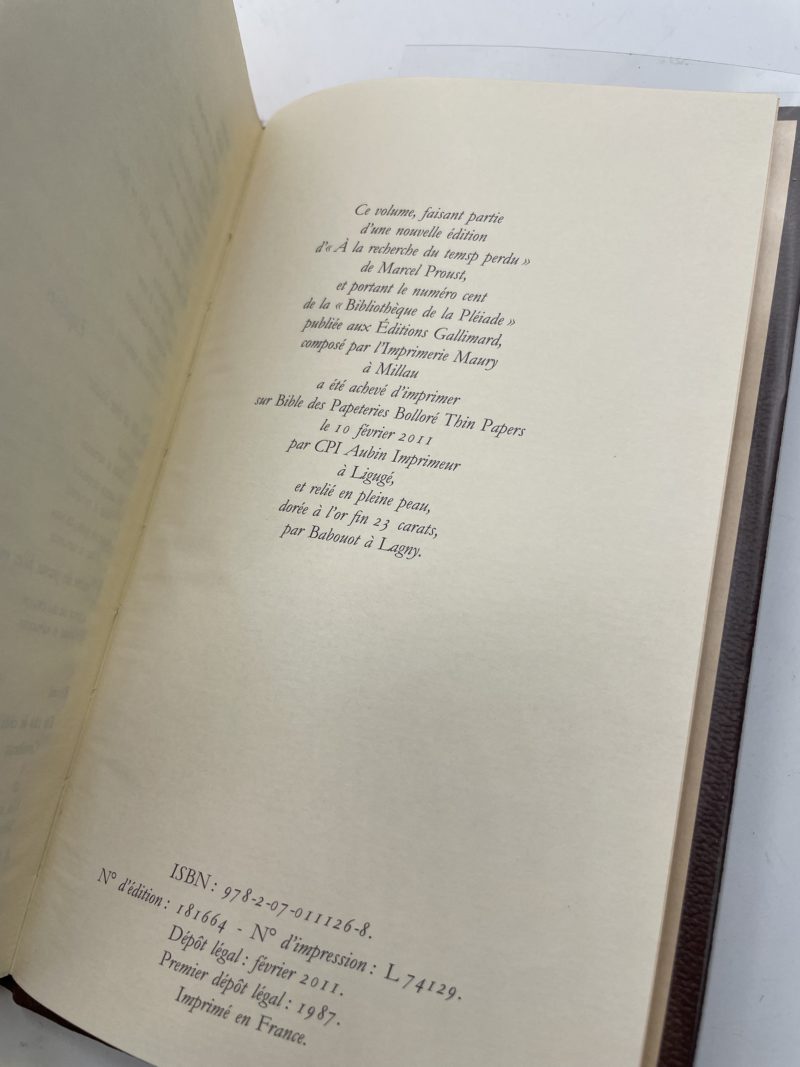 Ce volume, faisant partie
d'une nouvelle édition
d'« À la recherche du temsp perdu »
de Marcel Proust,
et portant le numéro cent
de la « Bibliothèque de la Pléiade »
publiée aux Éditions Gallimard,
composé par l'Imprimerie Maury
à Millau
a été achevé d'imprimer
sur Bible des Papeteries Bolloré Thin Papers
le 10 février 2011
par CPI Aubin Imprimeur
à Ligugé,
et relié en pleine peau,
dorée à l'or fin 23 carats,
par Babouot à Lagny.
ISBN : 978-2-07-011126-8.
N° d'édition : 181664 - N° d'impression : L 74129.
Dépôt légal : février 2011.
Premier dépôt légal : 1987.
Imprimé en France.